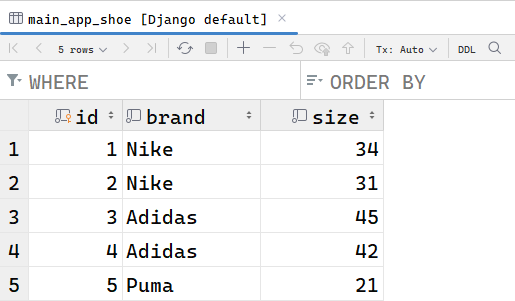 main_app_shoe [Django default]
5 rows Tx: Auto DDL
WHERE ORDER BY
id brand size
1 1 Nike 34
2 2 Nike 31
3 3 Adidas 45
4 4 Adidas 42
5 5 Puma 21